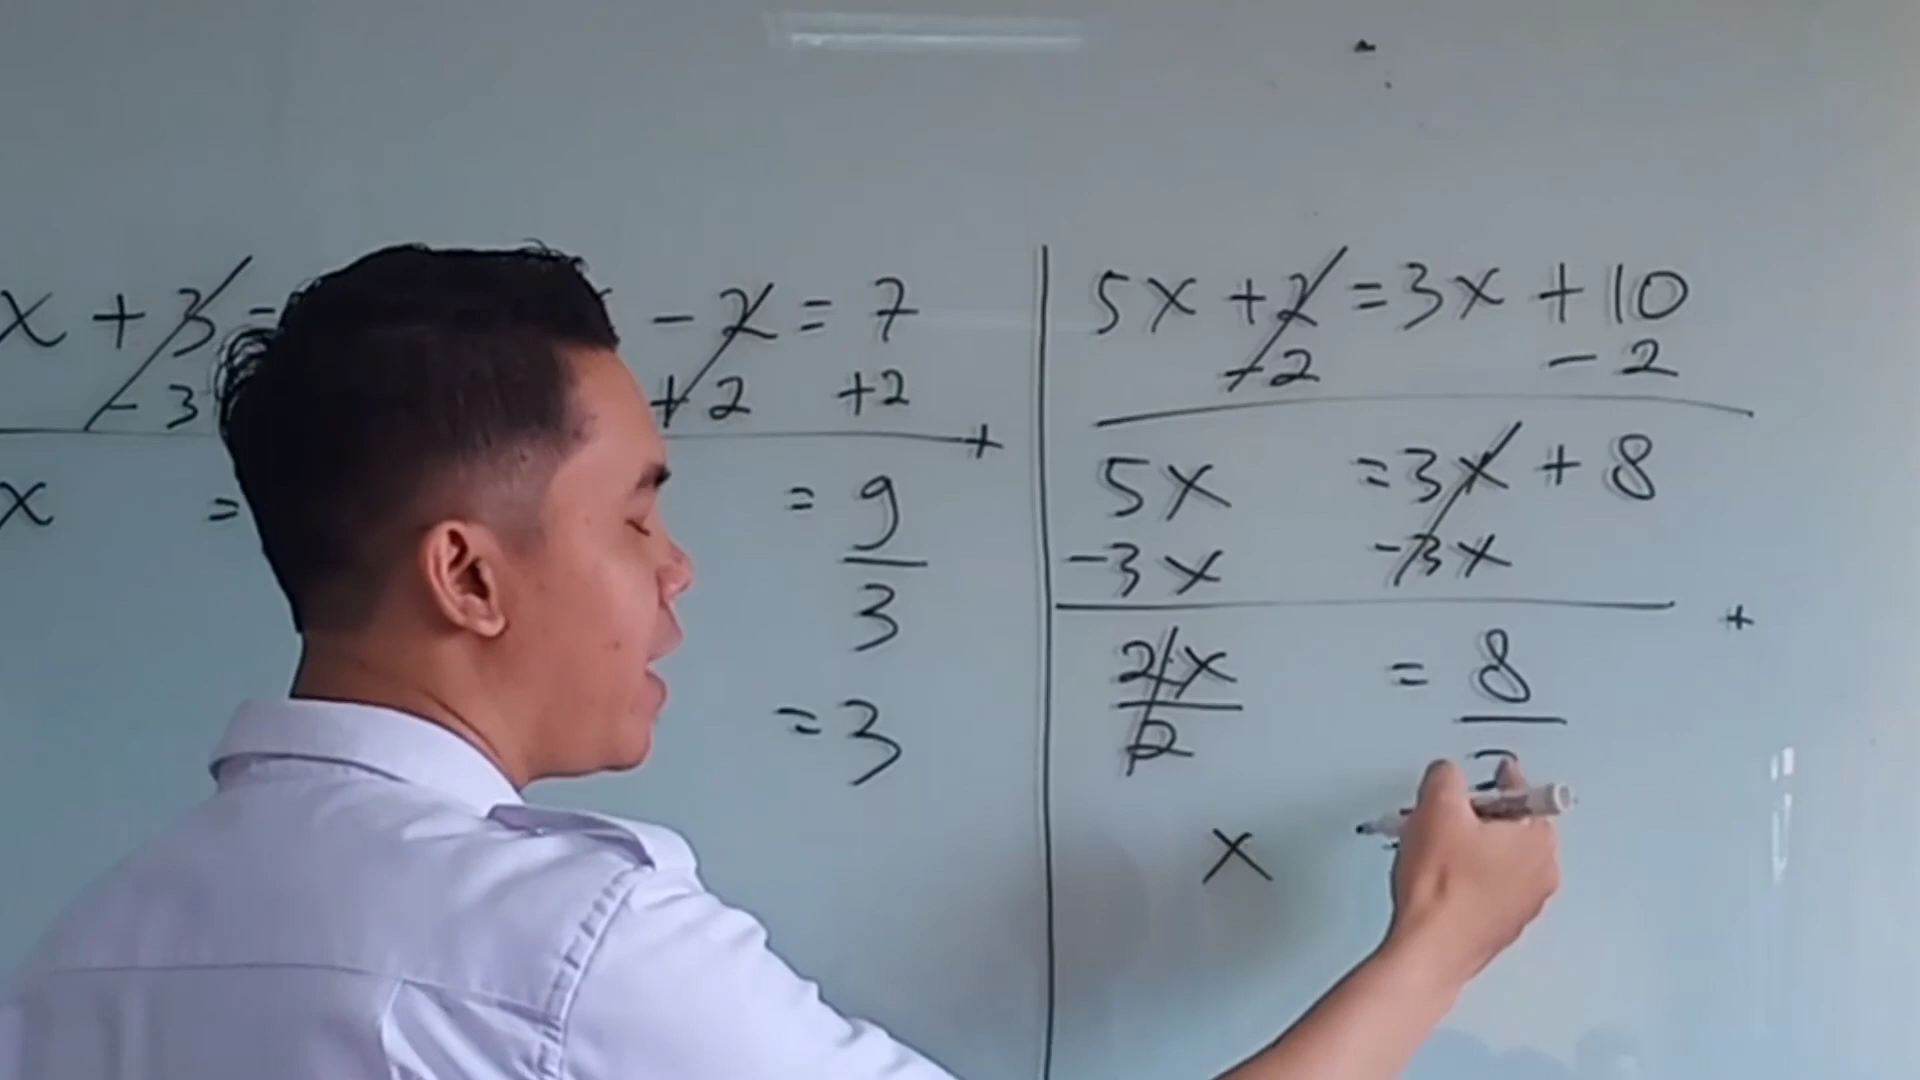 x + 3 =
- 3
x =
- 2 = 7
+2 +2
+
= 9
3
= 3
5x + 2 = 3x + 10
-2 - 2
5x = 3x + 8
-3x -3x
+
2x = 8
2
x